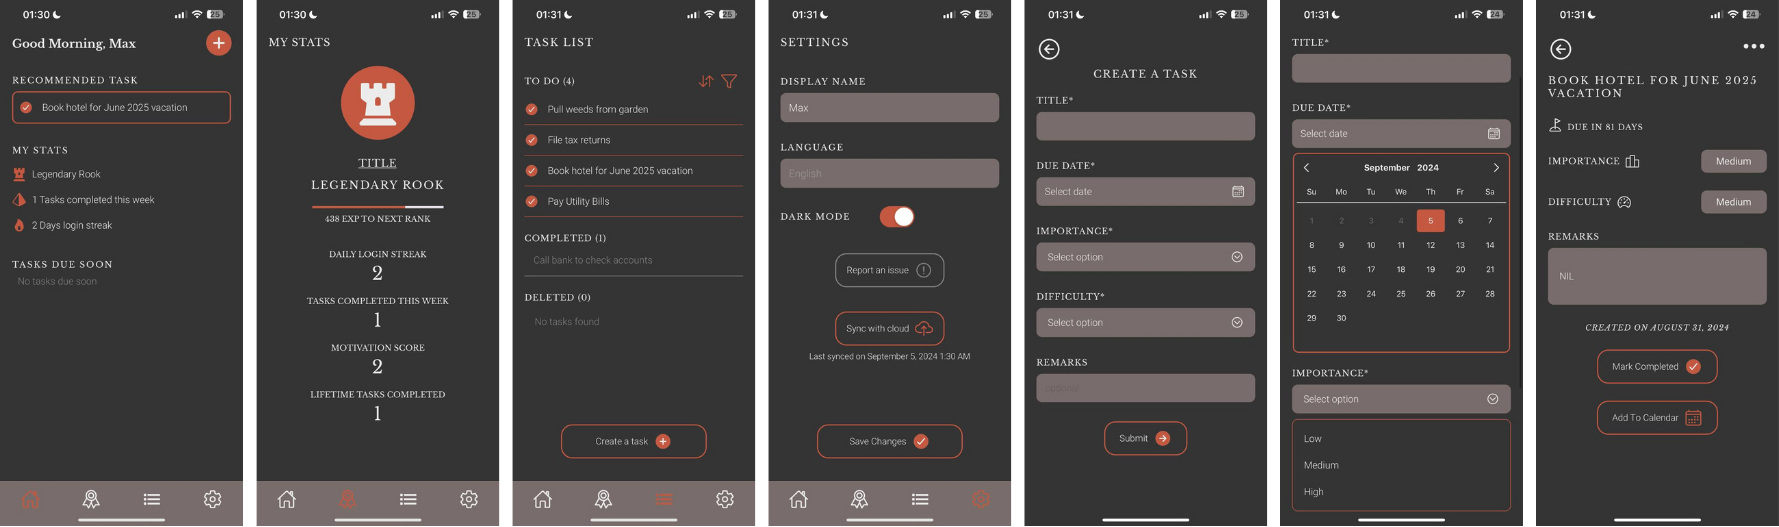 01:30
25
Good Morning, Max
RECOMMENDED TASK
Book hotel for June 2025 vacation
MY STATS
Legendary Rook
1 Tasks completed this week
2 Days login streak
TASKS DUE SOON
No tasks due soon
01:30
25
MY STATS
TITLE
LEGENDARY ROOK
438 EXP TO NEXT RANK
DAILY LOGIN STREAK
2
TASKS COMPLETED THIS WEEK
1
MOTIVATION SCORE
2
LIFETIME TASKS COMPLETED
1
01:31
25
TASK LIST
TO DO (4)
Pull weeds from garden
File tax returns
Book hotel for June 2025 vacation
Pay Utility Bills
COMPLETED (1)
Call bank to check accounts
DELETED (0)
No tasks found
Create a task
01:31
25
SETTINGS
DISPLAY NAME
Max
LANGUAGE
English
DARK MODE
Report an issue
Sync with cloud
Last synced on September 5, 2024 1:30 AM
Save Changes
01:31
25
CREATE A TASK
TITLE*
DUE DATE*
Select date
IMPORTANCE*
Select option
DIFFICULTY*
Select option
REMARKS
Optional
Submit
01:31
24
TITLE*
DUE DATE*
Select date
September 2024
Su Mo Tu We Th Fr Sa
1 2 3 4 5 6 7
8 9 10 11 12 13 14
15 16 17 18 19 20 21
22 23 24 25 26 27 28
29 30
IMPORTANCE*
Select option
Low
Medium
High
01:31
24
BOOK HOTEL FOR JUNE 2025
VACATION
DUE IN 81 DAYS
IMPORTANCE Medium
DIFFICULTY Medium
REMARKS
NIL
CREATED ON AUGUST 31, 2024
Mark Completed
Add To Calendar